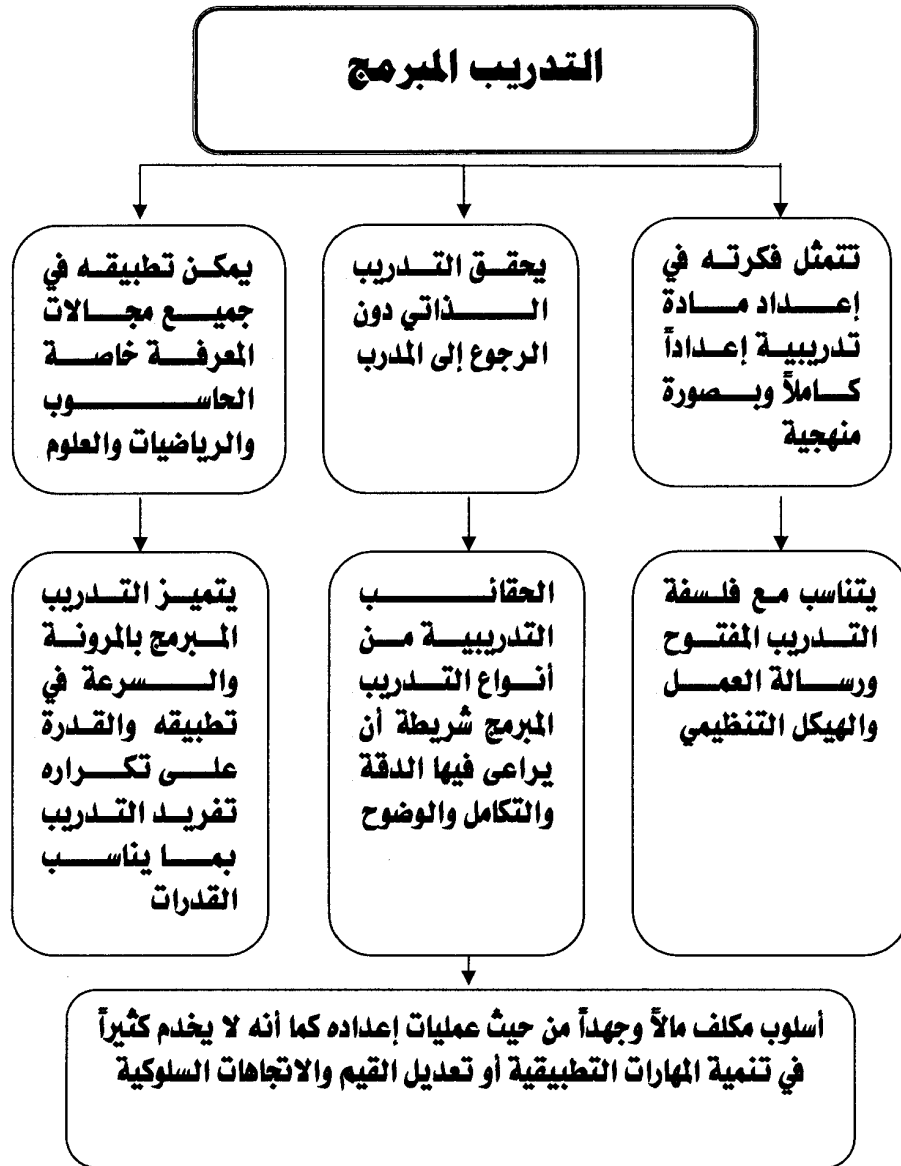 التدريب المبرمج
تتمثل فكرته في
إعداد مادة
تدريبية إعداداً
كاملاً وبصورة
منهجية
يحقق التدريب
الذاتي دون
الرجوع إلى المدرب
يمكن تطبيقه في
جميع مجالات
المعرفة خاصة
الحاسوب
والرياضيات والعلوم
يتناسب مع فلسفة
التدريب المفتوح
ورسالة العمل
والهيكل التنظيمي
الحقائب
التدريبية من
أنواع التدريب
المبرمج شريطة أن
يراعى فيها الدقة
والتكامل والوضوح
يتميز التدريب
المبرمج بالمرونة
والسرعة في
تطبيقه والقدرة
على تكراره
تفريد التدريب
بما يناسب
القدرات
أسلوب مكلف مالاً وجهداً من حيث عمليات إعداده كما أنه لا يخدم كثيراً
في تنمية المهارات التطبيقية أو تعديل القيم والاتجاهات السلوكية